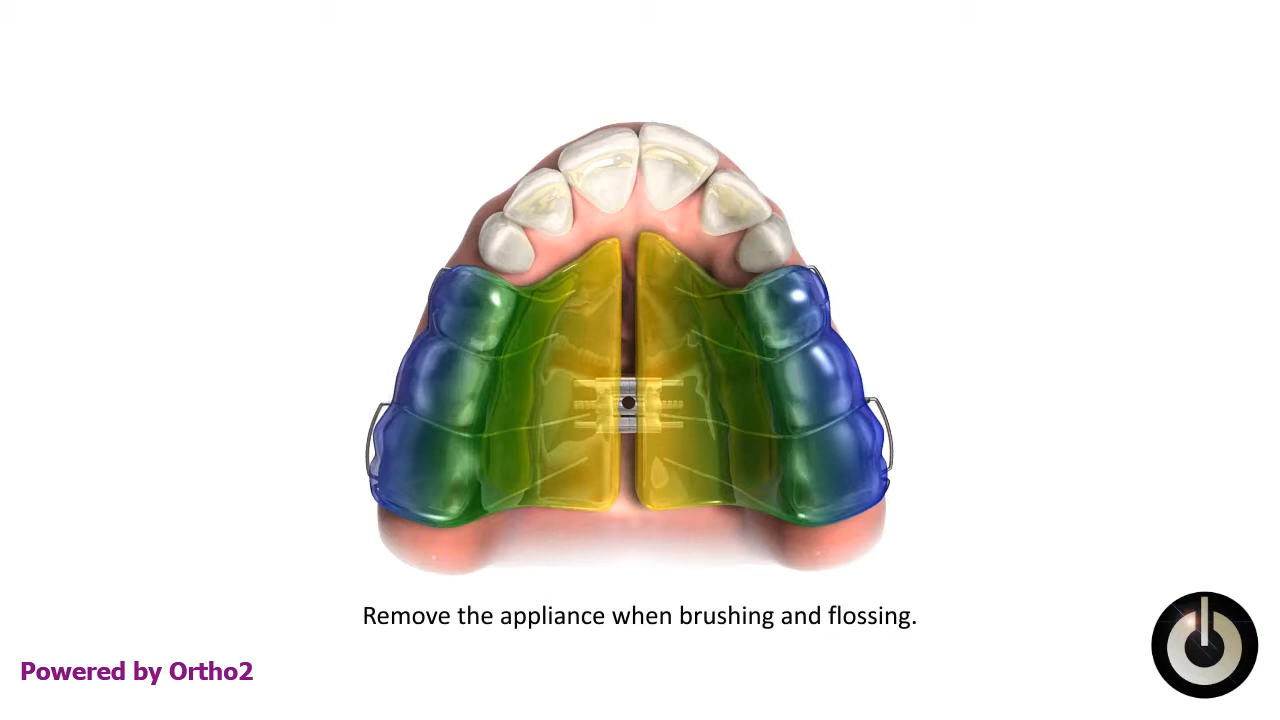 Remove the appliance when brushing and flossing.
Powered by Ortho2